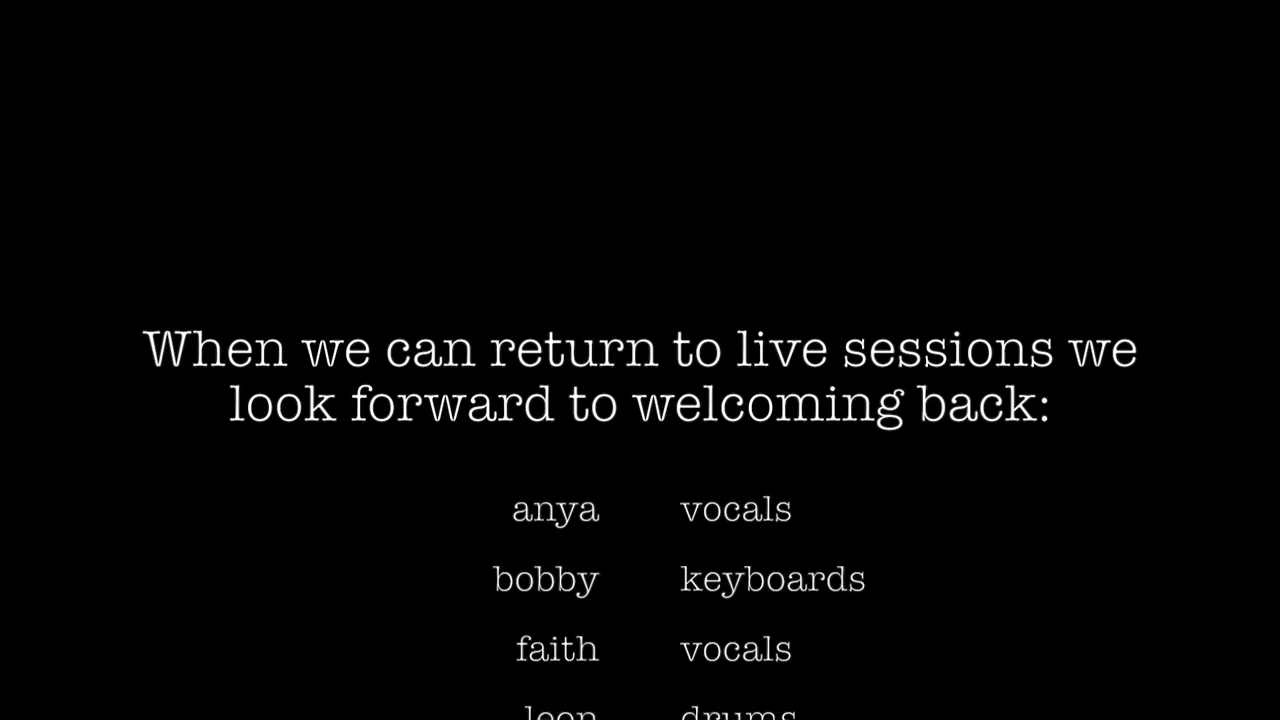 When we can return to live sessions we
look forward to welcoming back:
anya vocals
bobby keyboards
faith vocals
drums